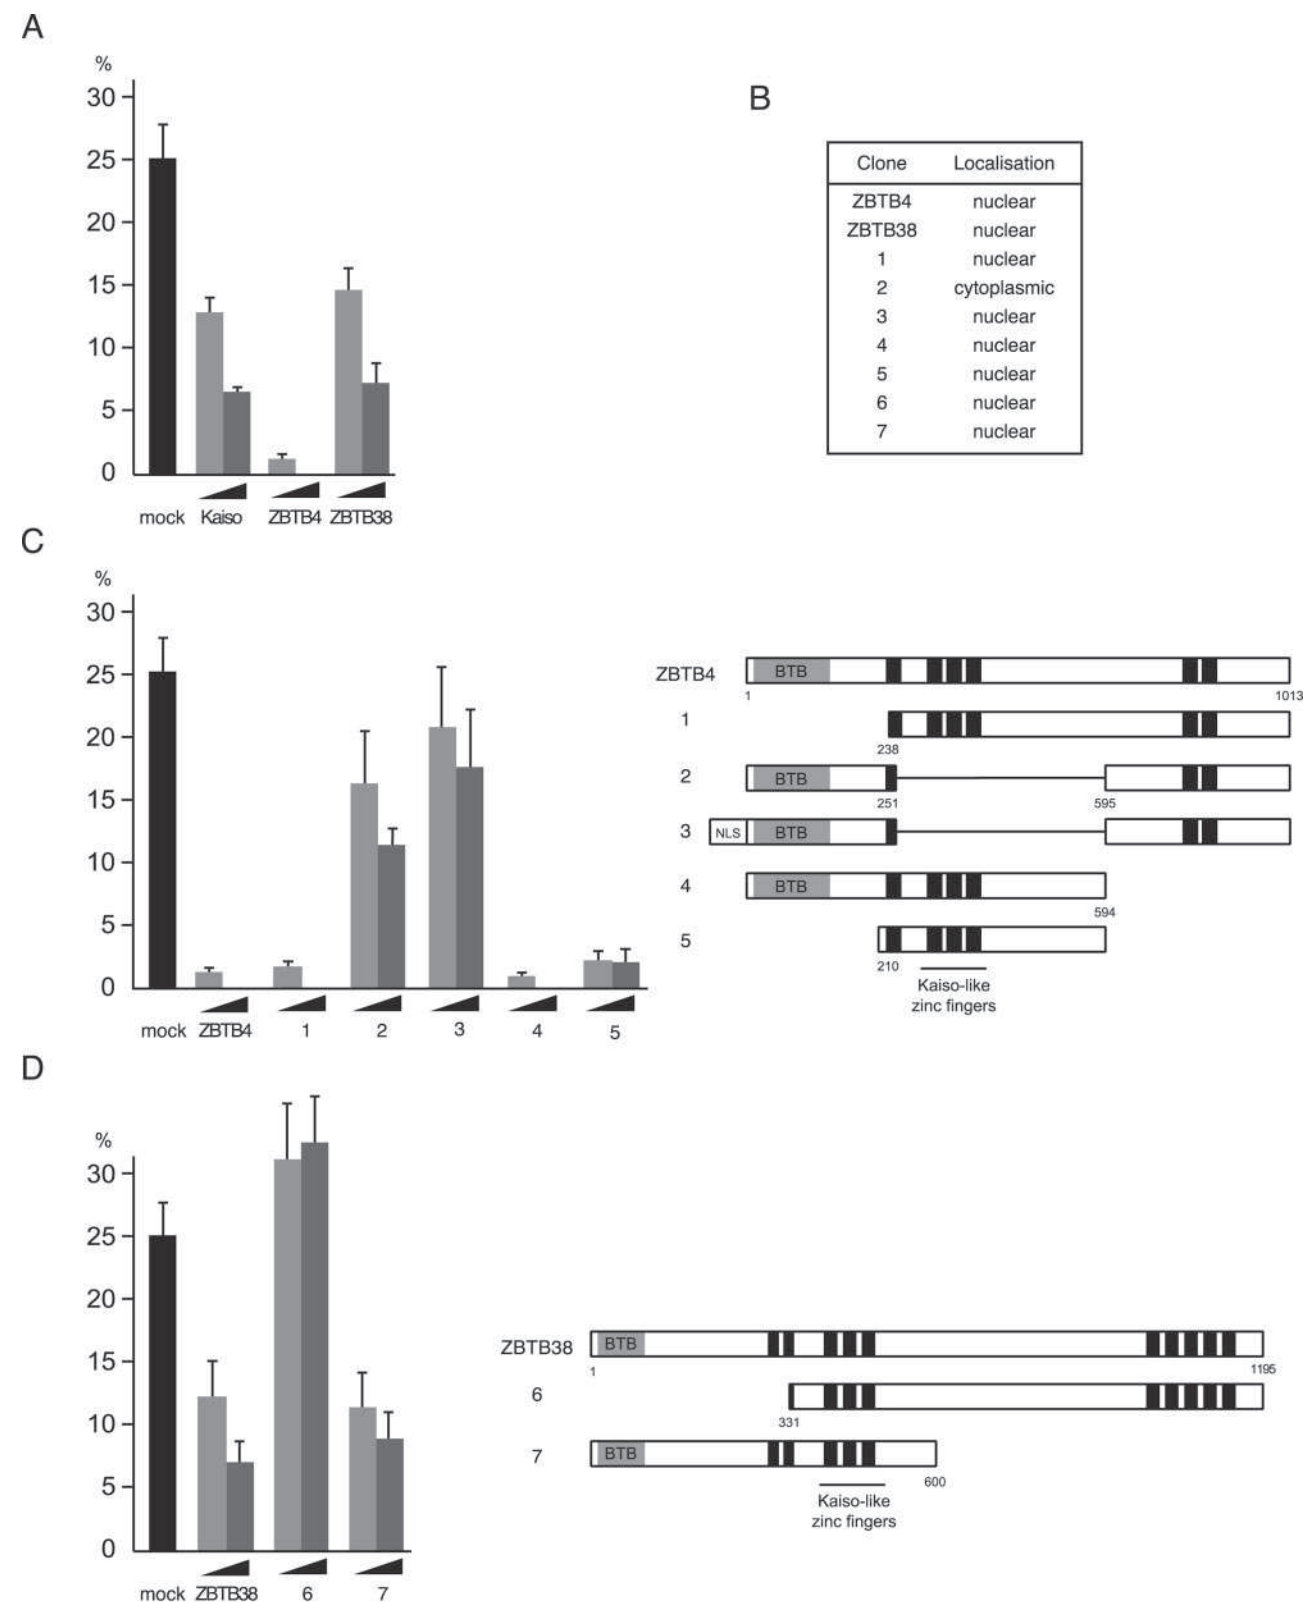 A
%
30
25
20
15
10
5
0
mock Kaiso ZBTB4 ZBTB38
B
Clone Localisation
ZBTB4 nuclear
ZBTB38 nuclear
1 nuclear
2 cytoplasmic
3 nuclear
4 nuclear
5 nuclear
6 nuclear
7 nuclear
C
%
30
25
20
15
10
5
0
mock ZBTB4 1 2 3 4 5
ZBTB4 BTB
1 1013
1
238
2 BTB
251 595
3 NLS BTB
4 BTB
594
5
210
Kaiso-like
zinc fingers
D
%
30
25
20
15
10
5
0
mock ZBTB38 6 7
ZBTB38 BTB
1 1195
6
331
7 BTB
600
Kaiso-like
zinc fingers